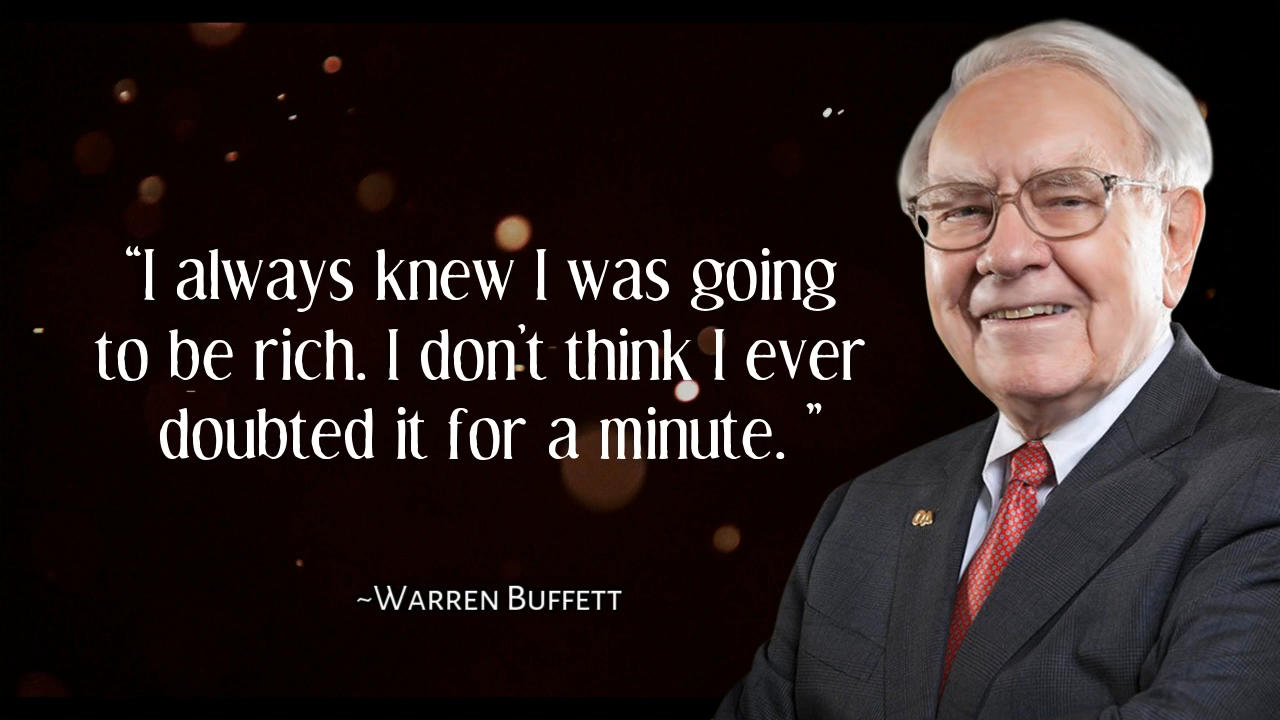 “I always knew I was going
to be rich. I don't think I ever
doubted it for a minute. ”
~WARREN BUFFETT